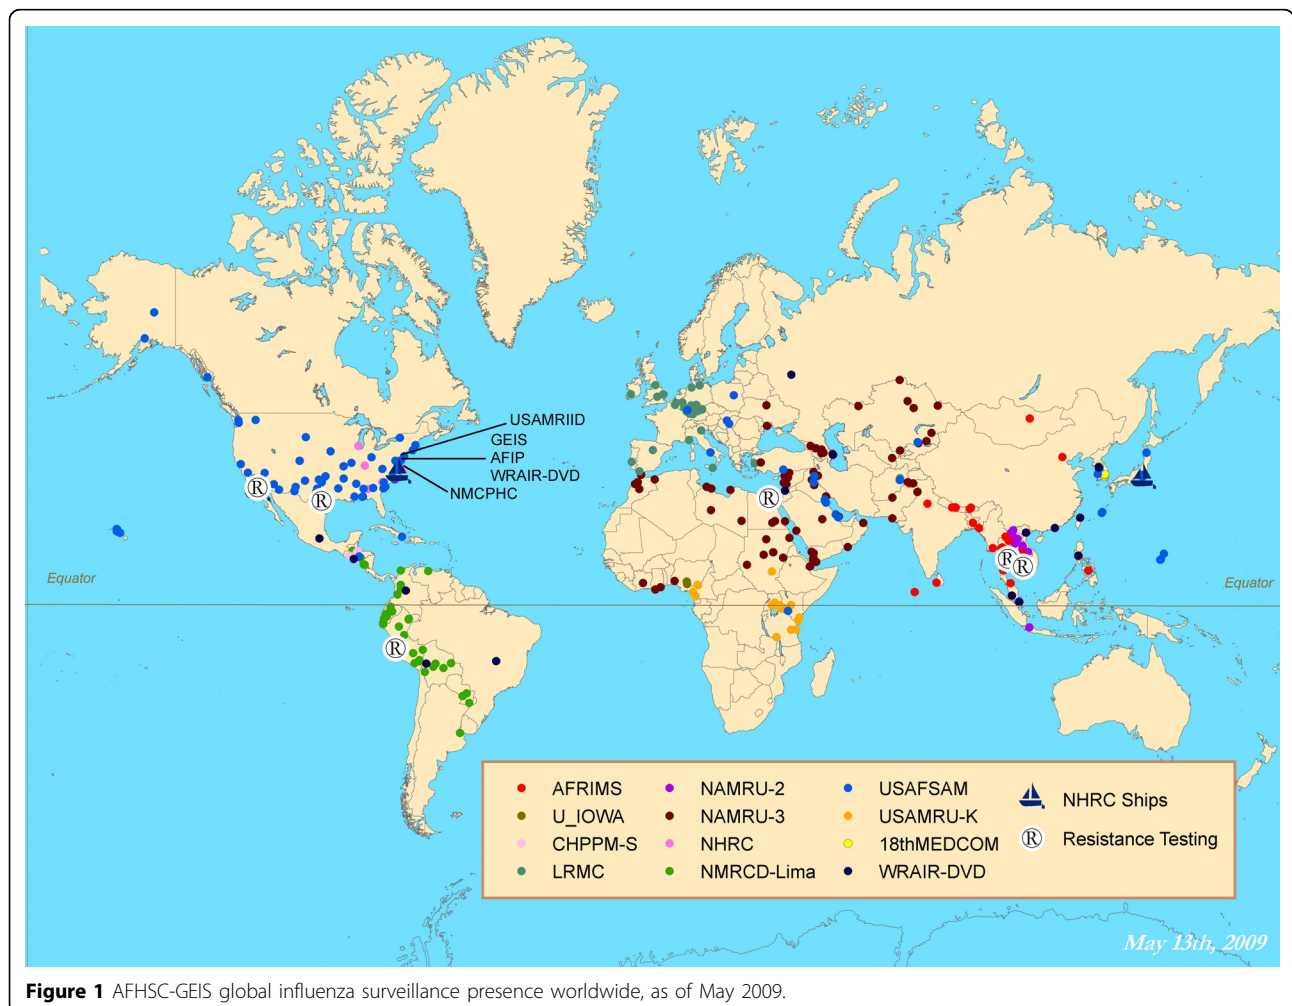 USAMRIID
GEIS
AFIP
WRAIR-DVD
NMCPHC
Equator
Equator
®
®
®
®
®
®
AFRIMS
U_IOWA
CHPPM-S
LRMC
NAMRU-2
NAMRU-3
NHRC
NMRCD-Lima
USAFSAM
USAMRU-K
18thMEDCOM
WRAIR-DVD
NHRC Ships
® Resistance Testing
May 13th, 2009
Figure 1 AFHSC-GEIS global influenza surveillance presence worldwide, as of May 2009.